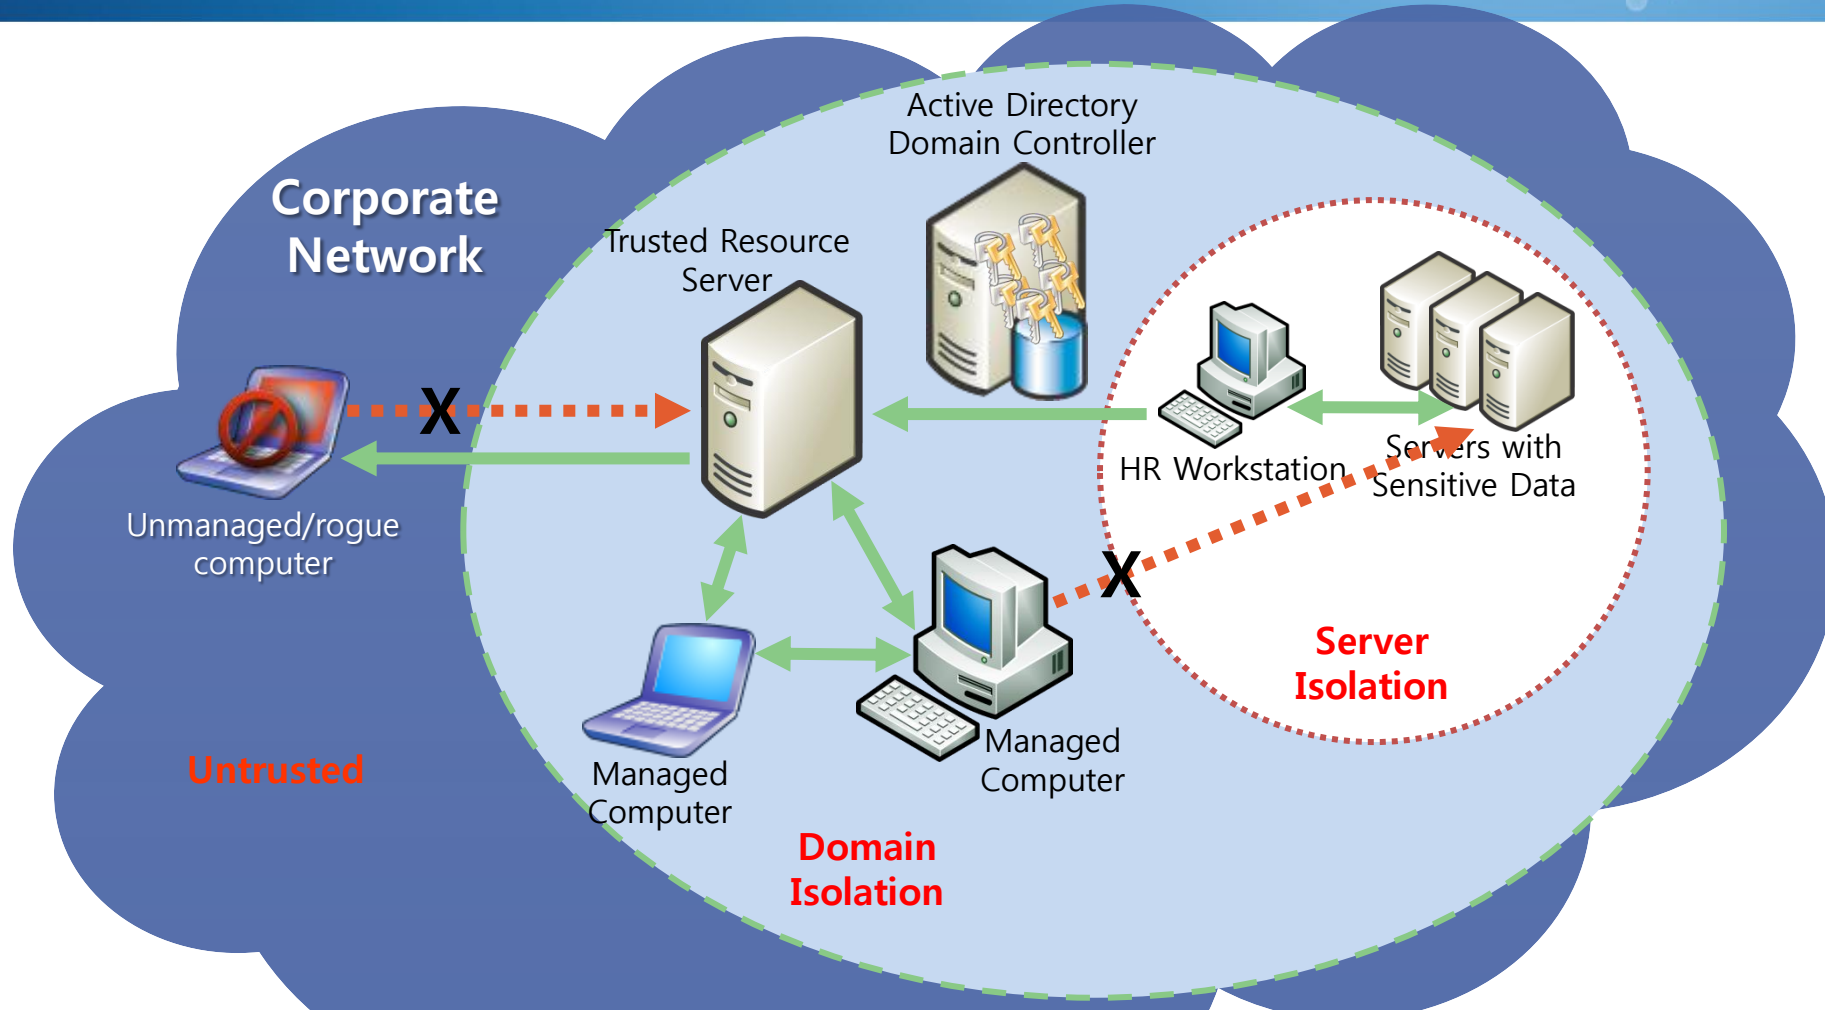 Active Directory
Domain Controller
Corporate
Network
Trusted Resource
Server
X
HR Workstation
Servers with
Sensitive Data
Unmanaged/rogue
computer
X
Server
Isolation
Managed
Computer
Untrusted
Managed
Computer
Domain
Isolation